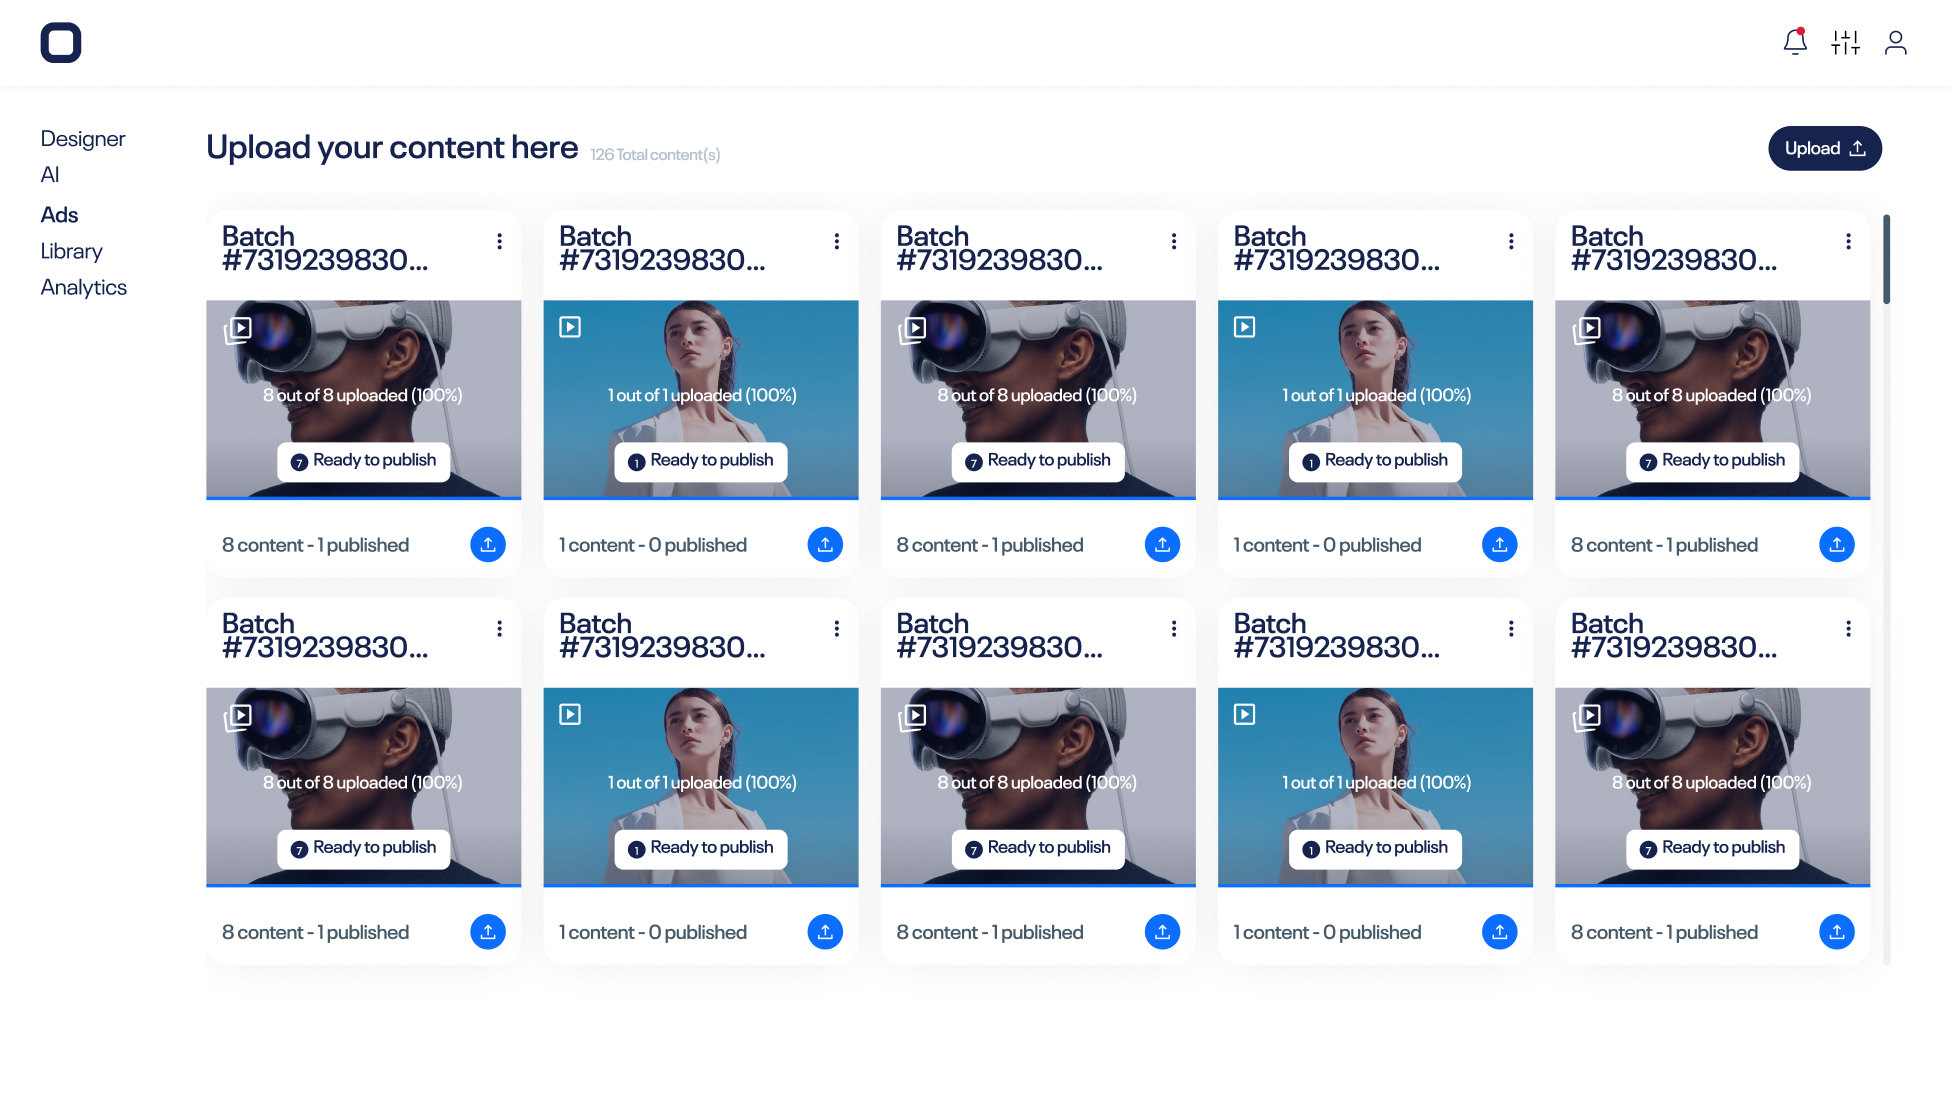 Designer
AI
Ads
Library
Analytics
Upload your content here 126 Total content(s)
Upload
Batch
#7319239830...
8 out of 8 uploaded (100%)
7 Ready to publish
8 content - 1 published
Batch
#7319239830...
1 out of 1 uploaded (100%)
1 Ready to publish
1 content - 0 published
Batch
#7319239830...
8 out of 8 uploaded (100%)
7 Ready to publish
8 content - 1 published
Batch
#7319239830...
1 out of 1 uploaded (100%)
1 Ready to publish
1 content - 0 published
Batch
#7319239830...
8 out of 8 uploaded (100%)
7 Ready to publish
8 content - 1 published
Batch
#7319239830...
8 out of 8 uploaded (100%)
7 Ready to publish
8 content - 1 published
Batch
#7319239830...
1 out of 1 uploaded (100%)
1 Ready to publish
1 content - 0 published
Batch
#7319239830...
8 out of 8 uploaded (100%)
7 Ready to publish
8 content - 1 published
Batch
#7319239830...
1 out of 1 uploaded (100%)
1 Ready to publish
1 content - 0 published
Batch
#7319239830...
8 out of 8 uploaded (100%)
7 Ready to publish
8 content - 1 published